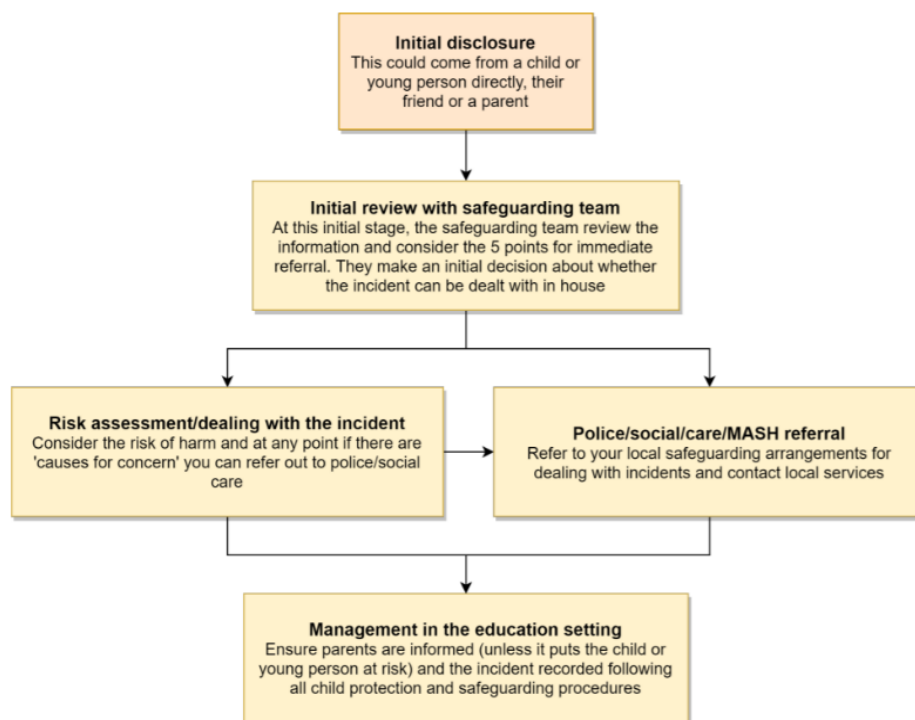 Initial disclosure
This could come from a child or
young person directly, their
friend or a parent
Initial review with safeguarding team
At this initial stage, the safeguarding team review the
information and consider the 5 points for immediate
referral. They make an initial decision about whether
the incident can be dealt with in house
Risk assessment/dealing with the incident
Consider the risk of harm and at any point if there are
'causes for concern' you can refer out to police/social
care
Police/social/care/MASH referral
Refer to your local safeguarding arrangements for
dealing with incidents and contact local services
Management in the education setting
Ensure parents are informed (unless it puts the child or
young person at risk) and the incident recorded following
all child protection and safeguarding procedures